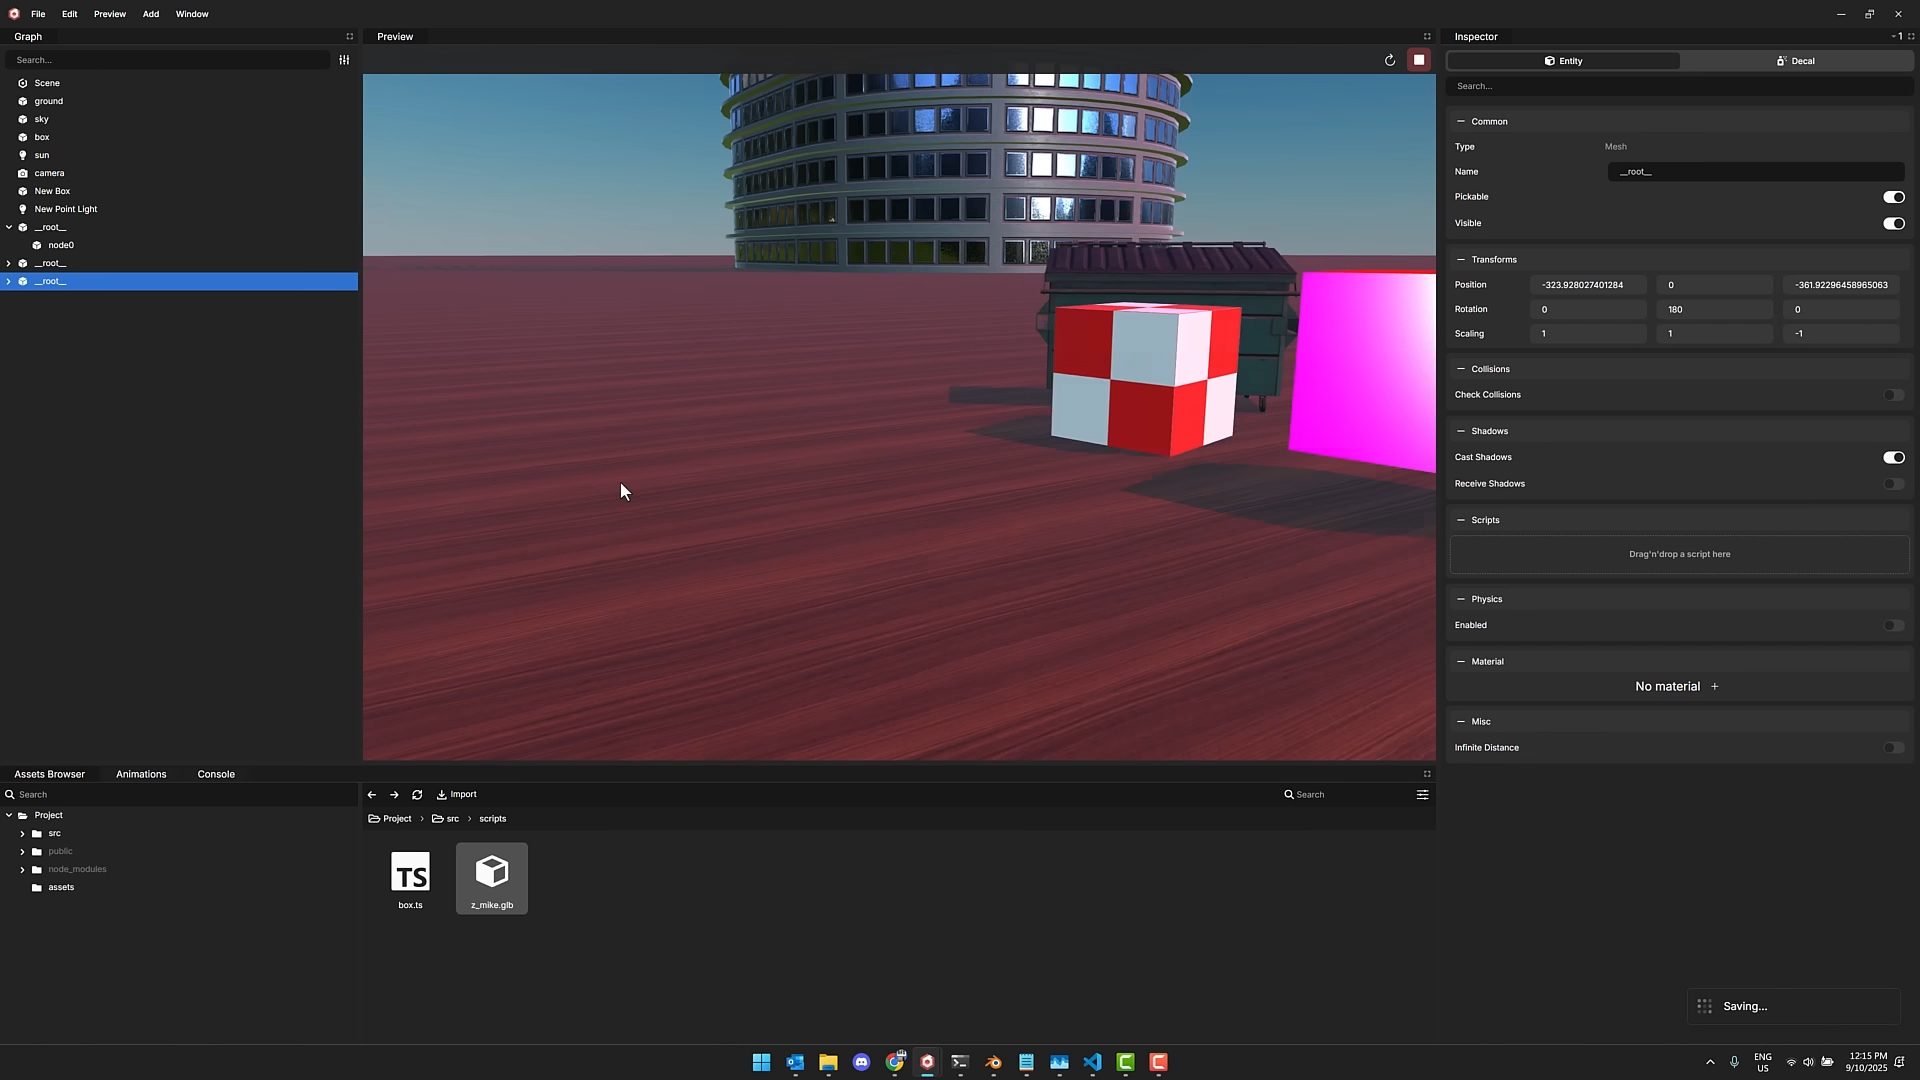 File Edit Preview Add Window
Graph
Search...
Scene
ground
sky
box
sun
camera
New Box
New Point Light
__root__
node0
__root__
__root__
Preview
Inspector
1
Entity
Decal
Search...
Common
Type Mesh
Name __root__
Pickable
Visible
Transforms
Position -323.928027401284 0 -361.92296458965063
Rotation 0 180 0
Scaling 1 1 -1
Collisions
Check Collisions
Shadows
Cast Shadows
Receive Shadows
Scripts
Drag'n'drop a script here
Physics
Enabled
Material
No material +
Misc
Infinite Distance
Assets Browser Animations Console
Search
Project
src
public
node_modules
assets
Import
Search
Project > src > scripts
TS
box.ts
z_mike.glb
Saving...
ENG
US
12:15 PM
9/10/2025